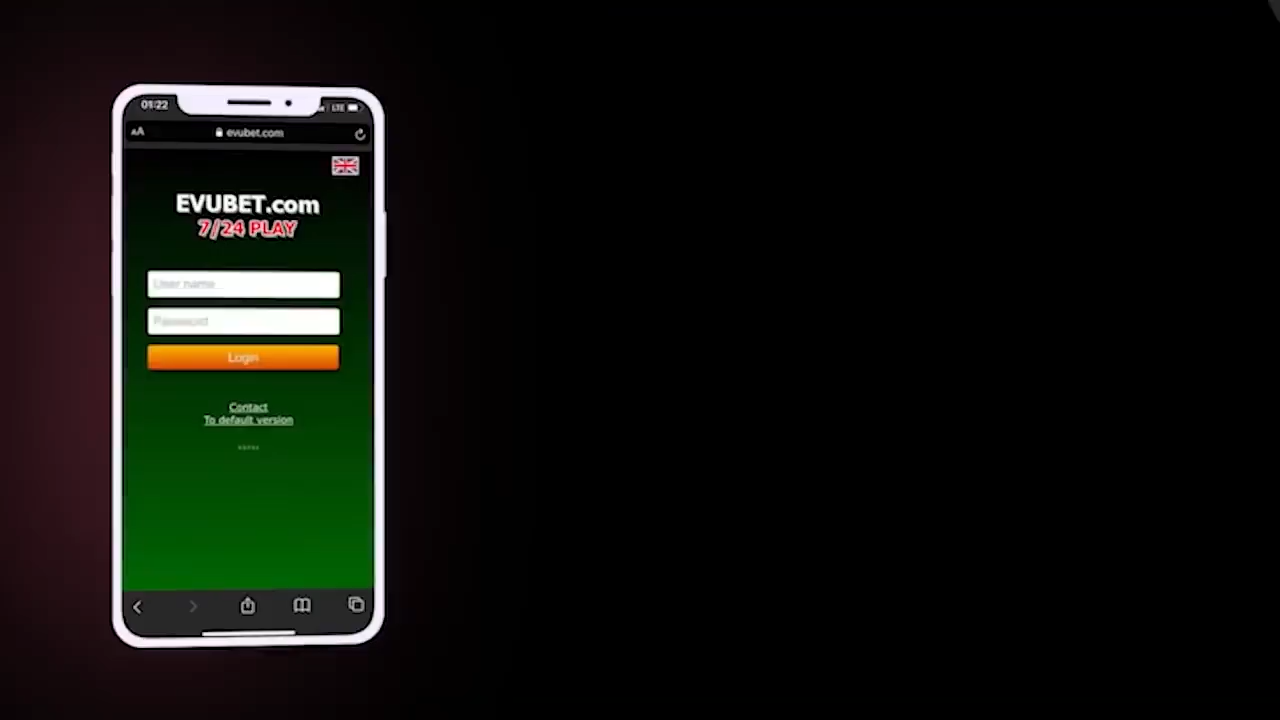 01:22
LTE
AA
evubet.com
EVUBET.com
7/24 PLAY
User name
Password
Login
Contact
To default version